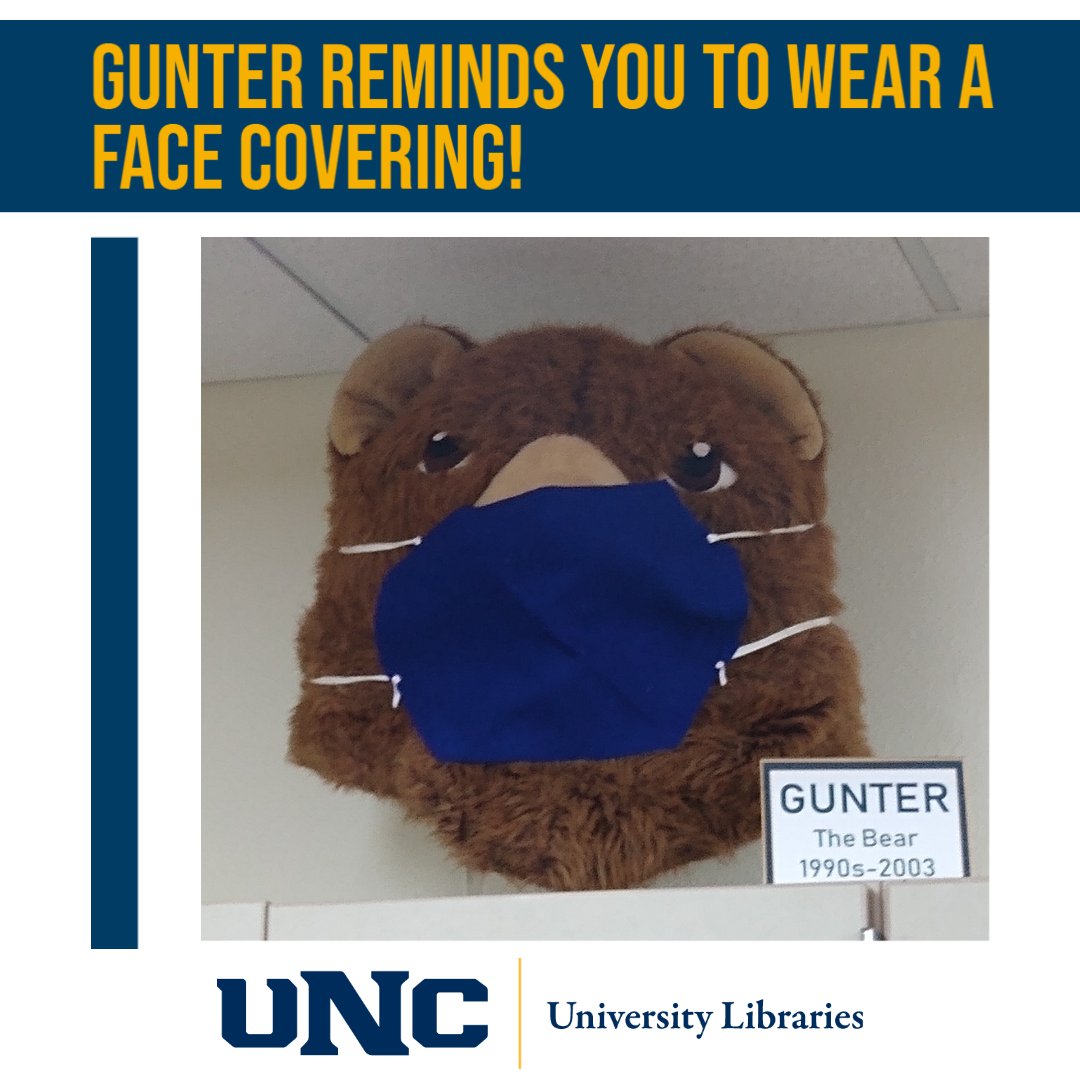 GUNTER REMINDS YOU TO WEAR A
FACE COVERING!
GUNTER
The Bear
1990s-2003
UNC
University Libraries